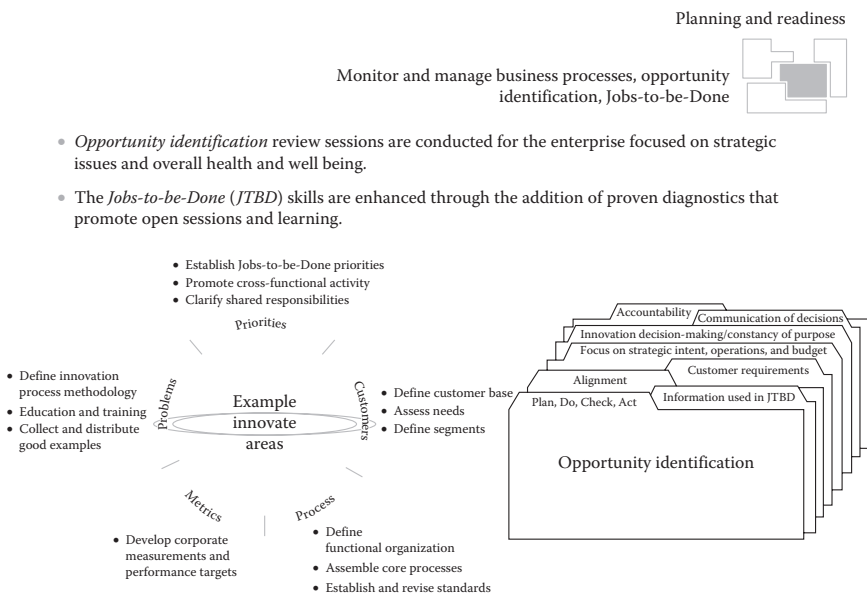 Planning and readiness
Monitor and manage business processes, opportunity
identification, Jobs-to-be-Done
• Opportunity identification review sessions are conducted for the enterprise focused on strategic
issues and overall health and well being.
• The Jobs-to-be-Done (JTBD) skills are enhanced through the addition of proven diagnostics that
promote open sessions and learning.
• Establish Jobs-to-be-Done priorities
• Promote cross-functional activity
• Clarify shared responsibilities
Priorities
• Define innovation
process methodology
• Education and training
• Collect and distribute
good examples
Problems
Example
innovate
areas
Customers
• Define customer base
• Assess needs
• Define segments
Metrics
• Develop corporate
measurements and
performance targets
Process
• Define
functional organization
• Assemble core processes
• Establish and revise standards
Accountability
Communication of decisions
Innovation decision-making/constancy of purpose
Focus on strategic intent, operations, and budget
Customer requirements
Alignment
Information used in JTBD
Plan, Do, Check, Act
Opportunity identification